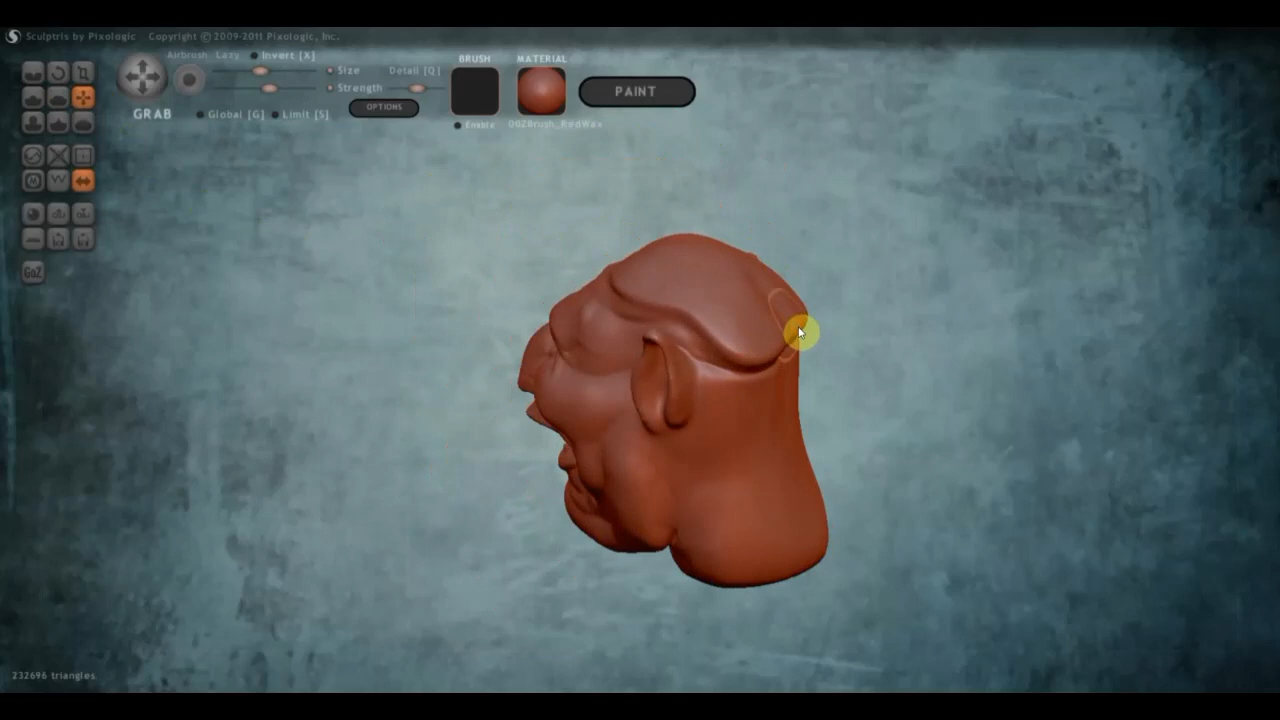 Sculptris by Pixologic Copyright © 2009-2011 Pixologic, Inc.
Airbrush Lazy Invert [X]
Size Detail [Q]
Strength
GRAB Global [G] Limit [S]
OPTIONS
BRUSH
Enable
MATERIAL
00ZBrush_RedWax
PAINT
GoZ
232696 triangles